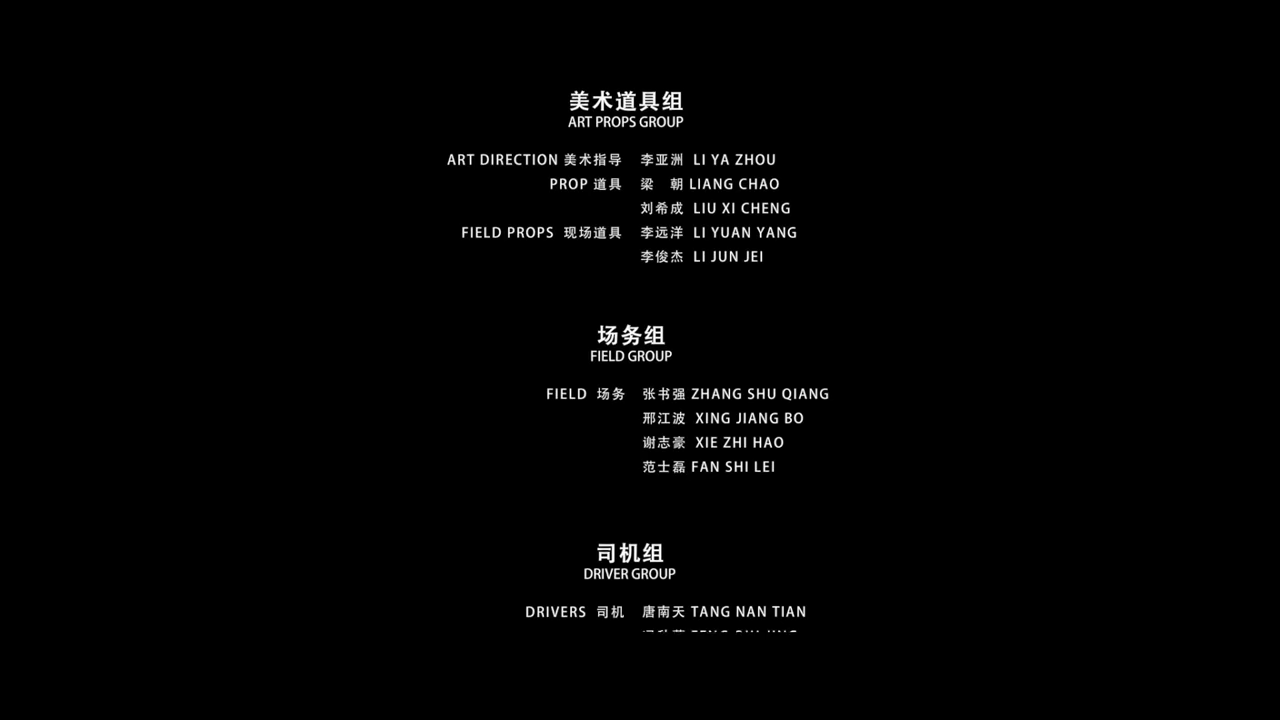 美术道具组
ART PROPS GROUP
ART DIRECTION 美术指导 李亚洲 LI YA ZHOU
PROP 道具 梁 朝 LIANG CHAO
刘希成 LIU XI CHENG
FIELD PROPS 现场道具 李远洋 LI YUAN YANG
李俊杰 LI JUN JEI
场务组
FIELD GROUP
FIELD 场务 张书强 ZHANG SHU QIANG
邢江波 XING JIANG BO
谢志豪 XIE ZHI HAO
范士磊 FAN SHI LEI
司机组
DRIVER GROUP
DRIVERS 司机 唐南天 TANG NAN TIAN